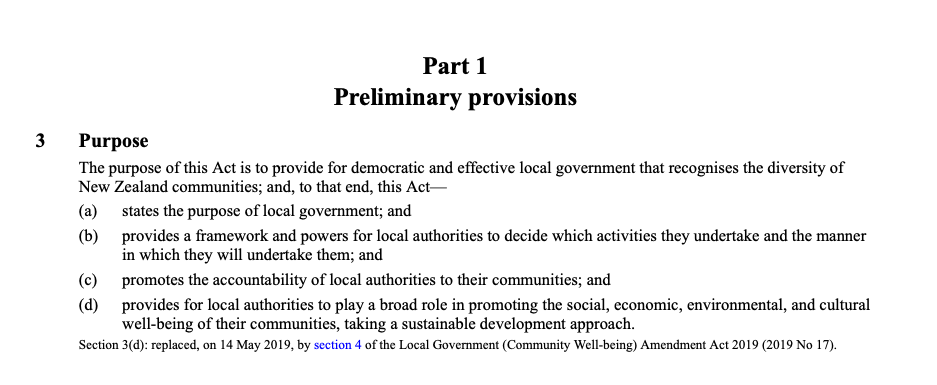 Part 1
Preliminary provisions
3 Purpose
The purpose of this Act is to provide for democratic and effective local government that recognises the diversity of
New Zealand communities; and, to that end, this Act—
(a) states the purpose of local government; and
(b) provides a framework and powers for local authorities to decide which activities they undertake and the manner
in which they will undertake them; and
(c) promotes the accountability of local authorities to their communities; and
(d) provides for local authorities to play a broad role in promoting the social, economic, environmental, and cultural
well-being of their communities, taking a sustainable development approach.
Section 3(d): replaced, on 14 May 2019, by section 4 of the Local Government (Community Well-being) Amendment Act 2019 (2019 No 17).